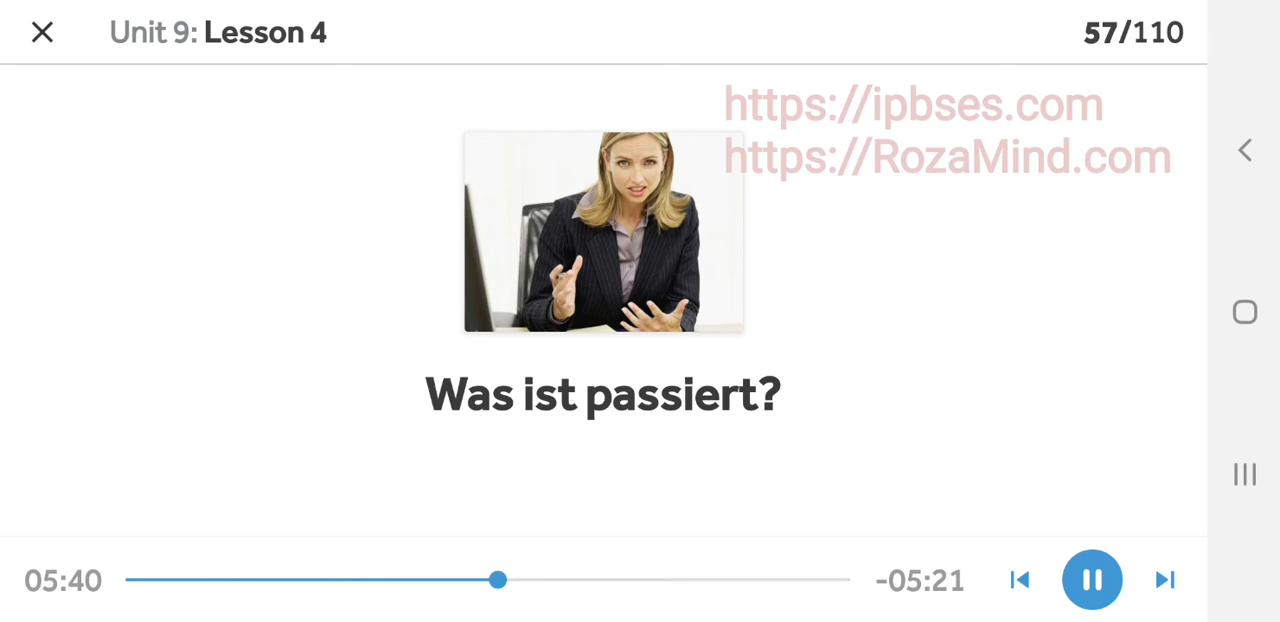 Unit 9: Lesson 4
57/110
https://ipbses.com
https://RozaMind.com
Was ist passiert?
05:40
-05:21